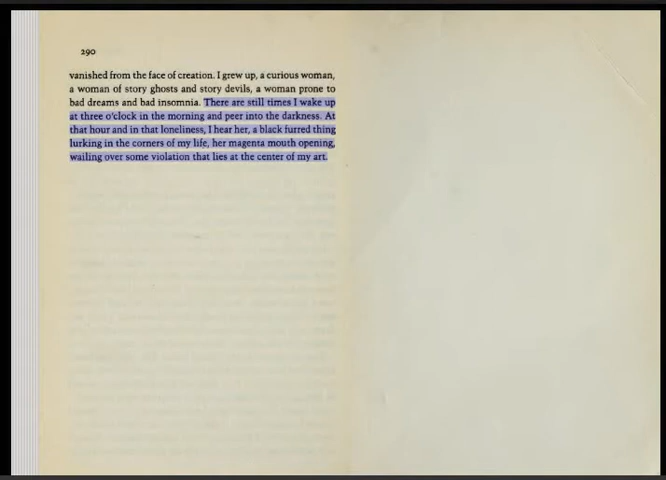 290
vanished from the face of creation. I grew up, a curious woman,
a woman of story ghosts and story devils, a woman prone to
bad dreams and bad insomnia. There are still times I wake up
at three o'clock in the morning and peer into the darkness. At
that hour and in that loneliness, I hear her, a black furred thing
lurking in the corners of my life, her magenta mouth opening,
wailing over some violation that lies at the center of my art.